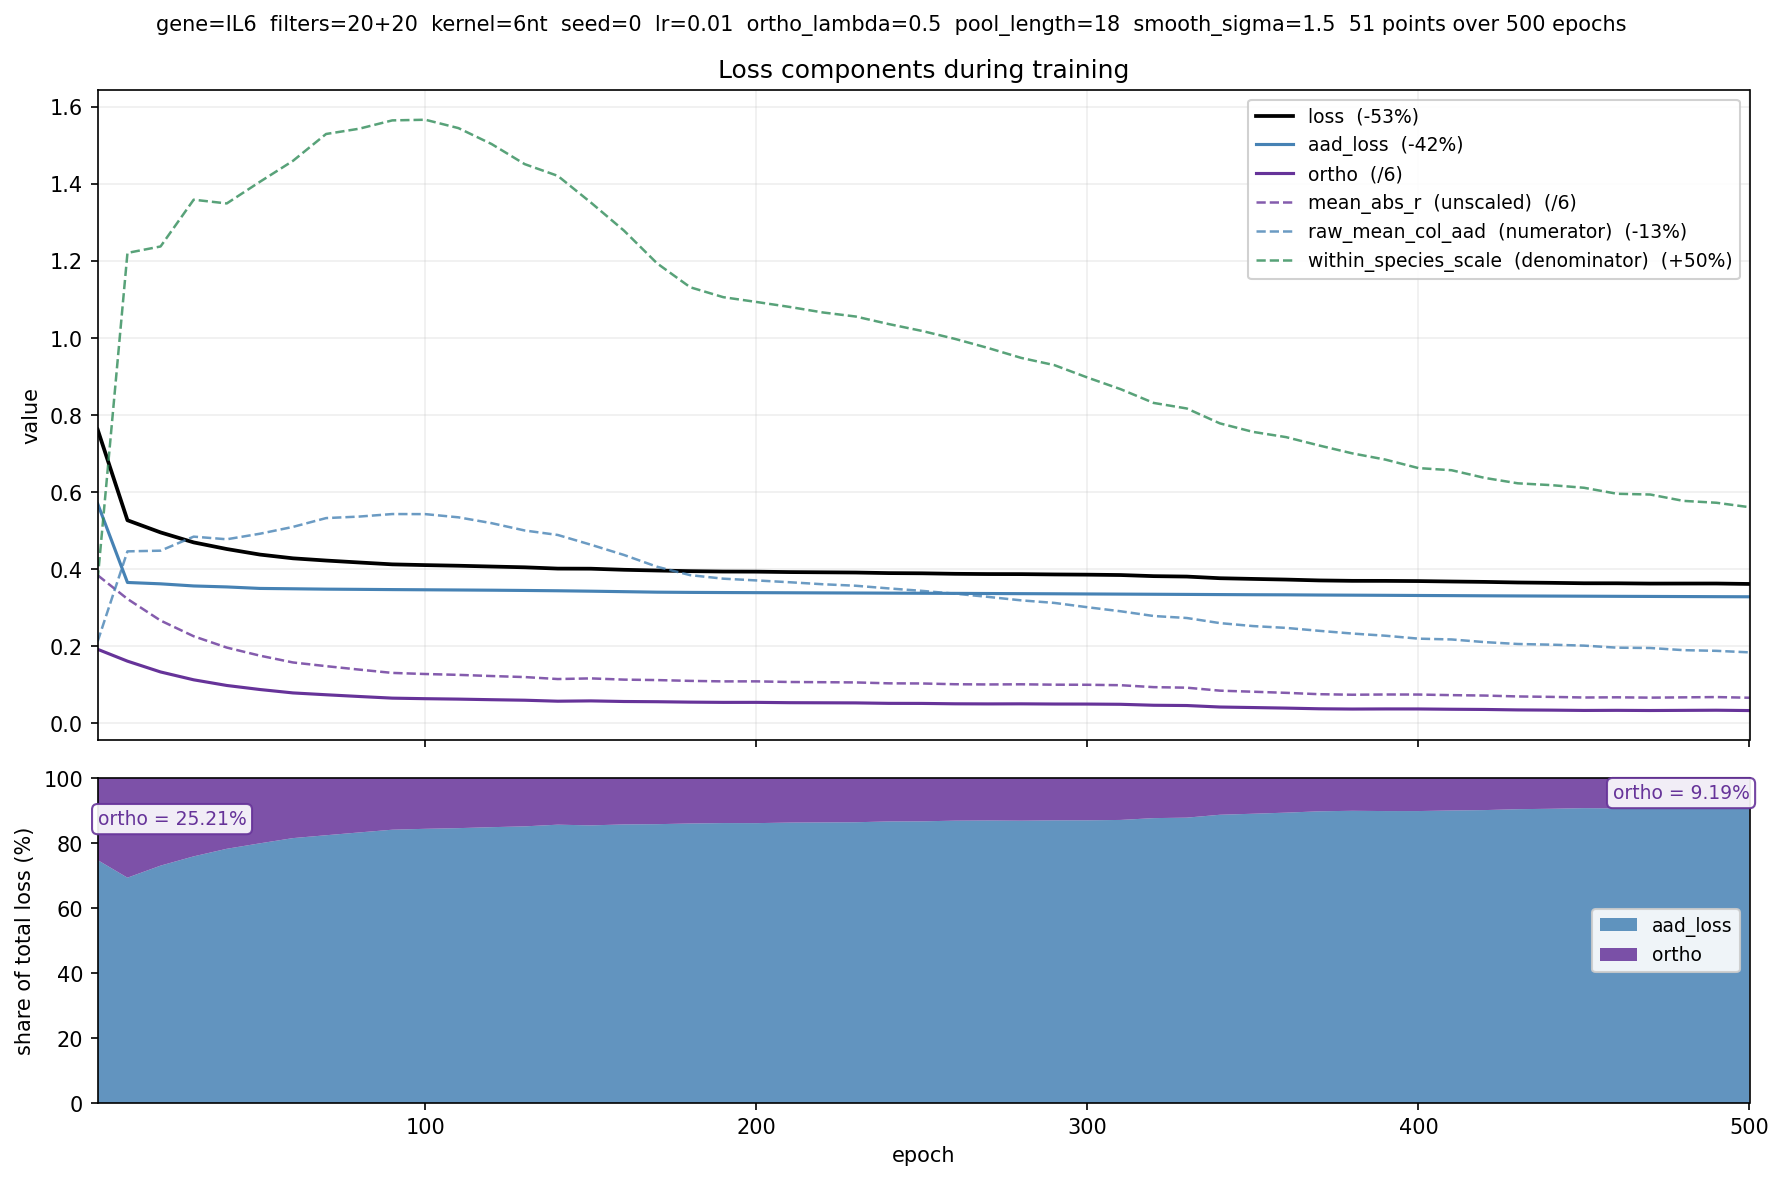 gene=IL6  filters=20+20  kernel=6nt  seed=0  lr=0.01  ortho_lambda=0.5  pool_length=18  smooth_sigma=1.5  51 points over 500 epochs
Loss components during training
1.6
1.4
1.2
1.0
0.8
0.6
0.4
0.2
0.0
value
loss  (-53%)
aad_loss  (-42%)
ortho  (/6)
mean_abs_r  (unscaled)  (/6)
raw_mean_col_aad  (numerator)  (-13%)
within_species_scale  (denominator)  (+50%)
100
80
60
40
20
0
share of total loss (%)
ortho = 25.21%
ortho = 9.19%
aad_loss
ortho
100
200
300
400
500
epoch